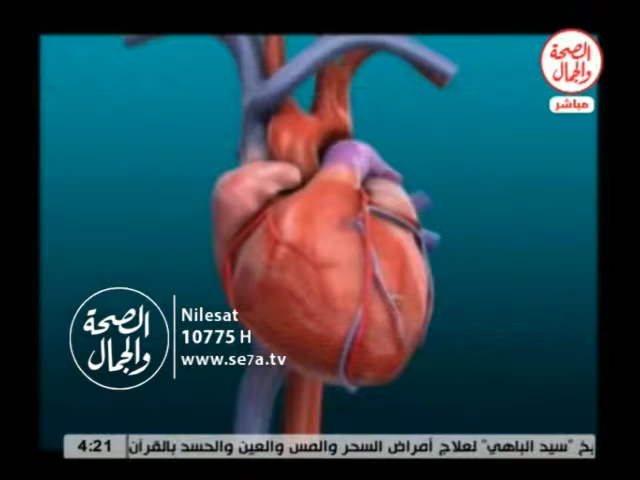 الصحة
والجمال
مباشر
الصحة
والجمال
Nilesat
10775 H
www.se7a.tv
يخ "سيد الباهي" لعلاج أمراض السحر والمس والعين والحسد بالقرآن
4:21